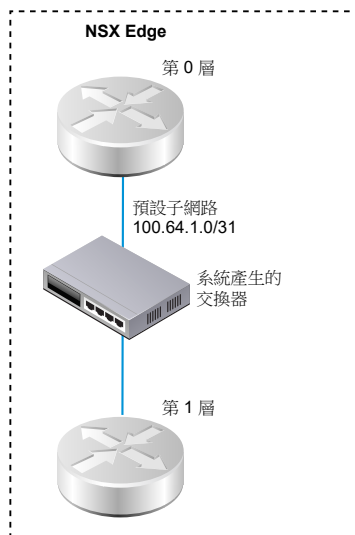 NSX Edge
第 0 層
預設子網路
100.64.1.0/31
系統產生的
交換器
第 1 層